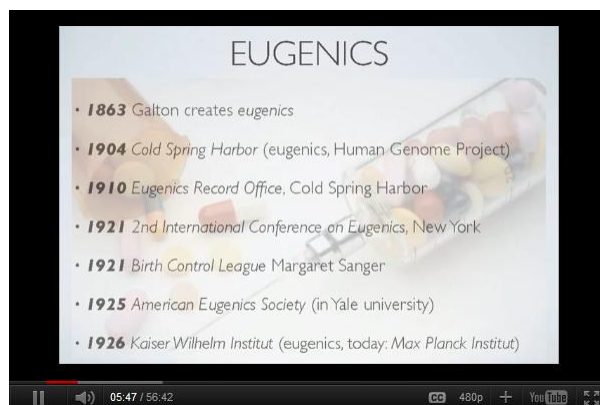 EUGENICS
• 1863 Galton creates eugenics
• 1904 Cold Spring Harbor (eugenics, Human Genome Project)
• 1910 Eugenics Record Office, Cold Spring Harbor
• 1921 2nd International Conference on Eugenics, New York
• 1921 Birth Control League Margaret Sanger
• 1925 American Eugenics Society (in Yale university)
• 1926 Kaiser Wilhelm Institut (eugenics, today: Max Planck Institut)
05:47 / 56:42 CC 480p YouTube